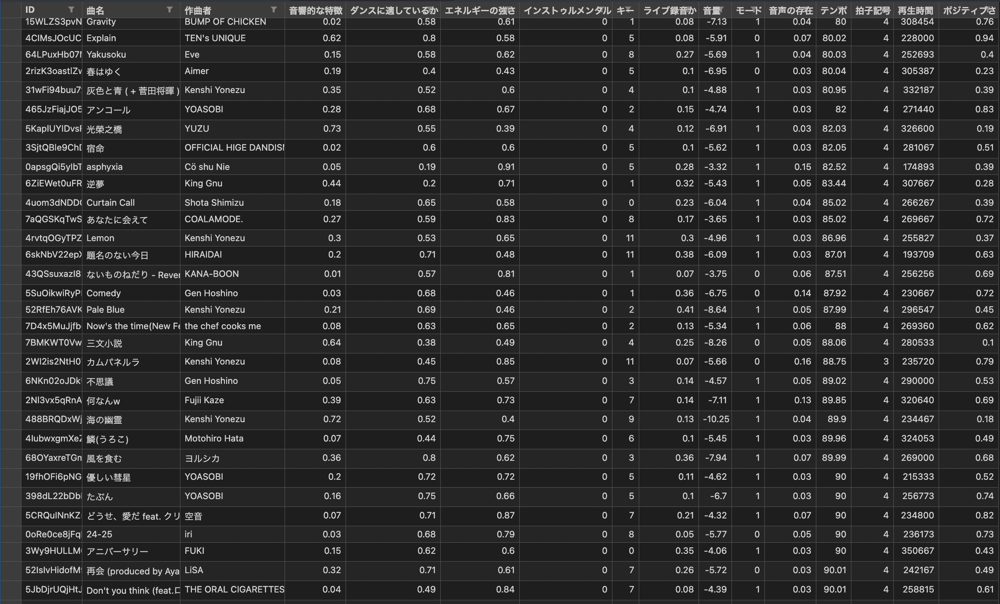 ID 曲名 作曲者 音響的な特徴 ダンスに適しているか エネルギーの強さ インストゥルメンタル キー ライブ録音か 音量 モード 音声の存在 テンポ 拍子記号 再生時間 ポジティブさ
15WLZS3pvN Gravity BUMP OF CHICKEN 0.02 0.58 0.61 0 1 0.08 -7.13 1 0.04 80 4 308454 0.76
4CIMsJOcUC Explain TEN's UNIQUE 0.62 0.8 0.58 0 5 0.08 -5.91 0 0.07 80.02 4 228000 0.94
64LPuxHb07 Yakusoku Eve 0.15 0.58 0.62 0 8 0.27 -5.69 1 0.04 80.03 4 252693 0.4
2rizK3oastlZv 春はゆく Aimer 0.19 0.4 0.43 0 5 0.1 -6.95 0 0.03 80.04 4 305387 0.23
31wFi94buu7 灰色と青 ( + 菅田将暉 ) Kenshi Yonezu 0.35 0.52 0.6 0 4 0.1 -4.88 1 0.03 80.95 4 332187 0.39
465JzFiajJO5 アンコール YOASOBI 0.28 0.68 0.67 0 2 0.15 -4.74 1 0.03 82 4 271440 0.83
5KaplUYIDvs 光榮之橋 YUZU 0.73 0.55 0.39 0 4 0.12 -6.91 1 0.03 82.03 4 326600 0.19
3SjtQBle9Ch 宿命 OFFICIAL HIGE DANDISM 0.02 0.6 0.6 0 5 0.1 -5.62 1 0.03 82.05 4 281067 0.51
0apsgQi5ylbT asphyxia Cö shu Nie 0.05 0.19 0.91 0 5 0.28 -3.32 1 0.15 82.52 4 174893 0.39
6ZiEWet0uFR 逆夢 King Gnu 0.44 0.2 0.71 0 1 0.32 -5.43 1 0.05 83.44 4 307667 0.28
4uom3dNDD Curtain Call Shota Shimizu 0.18 0.65 0.58 0 0 0.23 -6.04 1 0.04 85.02 4 266267 0.39
7aQGSKqTwS あなたに会えて COALAMODE. 0.27 0.59 0.83 0 8 0.17 -3.65 1 0.03 85.02 4 269667 0.72
4rvtqOGyTPZ Lemon Kenshi Yonezu 0.3 0.53 0.65 0 11 0.3 -4.96 1 0.03 86.96 4 255827 0.37
6skNbV22ep 題名のない今日 HIRAIDAI 0.2 0.71 0.48 0 11 0.38 -6.09 1 0.03 87.01 4 193709 0.63
43QSsuxazI8 ないものねだり - Rever KANA-BOON 0.01 0.57 0.81 0 1 0.07 -3.75 0 0.06 87.51 4 256256 0.69
5SuOikwiRyP Comedy Gen Hoshino 0.03 0.68 0.46 0 1 0.36 -6.75 0 0.14 87.92 4 230667 0.72
52RfEh76AVK Pale Blue Kenshi Yonezu 0.21 0.69 0.46 0 2 0.41 -8.64 1 0.05 87.99 4 296547 0.45
7D4x5MuJjfb Now's the time(New Fe the chef cooks me 0.08 0.63 0.65 0 2 0.13 -5.34 1 0.06 88 4 269360 0.62
7BMKWT0Vw 三文小説 King Gnu 0.64 0.38 0.49 0 4 0.25 -8.26 0 0.05 88.06 4 280533 0.1
2WI2is2NtH0 カムパネルラ Kenshi Yonezu 0.08 0.45 0.85 0 11 0.07 -5.66 0 0.16 88.75 3 235720 0.79
6NKn02oJDk 不思議 Gen Hoshino 0.05 0.75 0.57 0 3 0.14 -4.57 1 0.05 89.02 4 290000 0.53
2NI3vx5qRnA 何なんw Fujii Kaze 0.39 0.63 0.73 0 7 0.14 -7.11 1 0.13 89.85 4 320640 0.69
488BRQDxWj 海の幽霊 Kenshi Yonezu 0.72 0.52 0.4 0 9 0.13 -10.25 1 0.04 89.9 4 234467 0.18
4IubwxgmXeZ 鱗(うろこ) Motohiro Hata 0.07 0.44 0.75 0 6 0.1 -5.45 1 0.03 89.96 4 324053 0.49
68OYaxreTGm 風を食む ヨルシカ 0.36 0.8 0.62 0 3 0.36 -7.94 1 0.07 89.99 4 269000 0.68
19fhOFi6pNG 優しい彗星 YOASOBI 0.2 0.72 0.72 0 5 0.11 -4.62 1 0.03 90 4 215333 0.52
398dL22bDb たぶん YOASOBI 0.16 0.75 0.66 0 5 0.1 -6.7 1 0.03 90 4 256773 0.74
5CRQuINnKZ どうせ、愛だ feat. クリ 空音 0.07 0.71 0.87 0 7 0.21 -4.32 1 0.07 90 4 234800 0.82
0oRe0ce8jFq 24-25 iri 0.03 0.68 0.79 0 8 0.05 -5.77 0 0.05 90 4 236173 0.73
3Wy9HULLM アニバーサリー FUKI 0.15 0.62 0.6 0 0 0.35 -4.06 1 0.03 90 4 350667 0.43
52IsIvHidofM 再会 (produced by Aya LiSA 0.32 0.71 0.61 0 7 0.26 -5.72 0 0.03 90.01 4 242167 0.49
5JbDjrUQjHtJ Don't you think (feat.ロ THE ORAL CIGARETTES 0.04 0.49 0.84 0 7 0.08 -4.39 1 0.03 90.01 4 258815 0.61